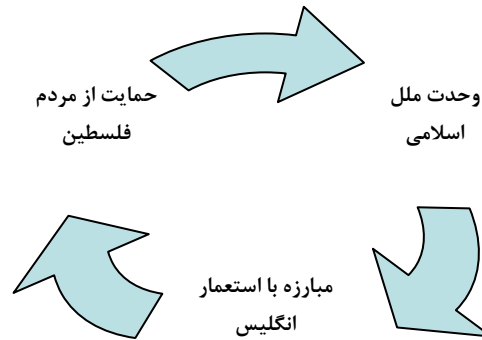 وحدت ملل
اسلامی
حمایت از مردم
فلسطین
مبارزه با استعمار
انگلیس